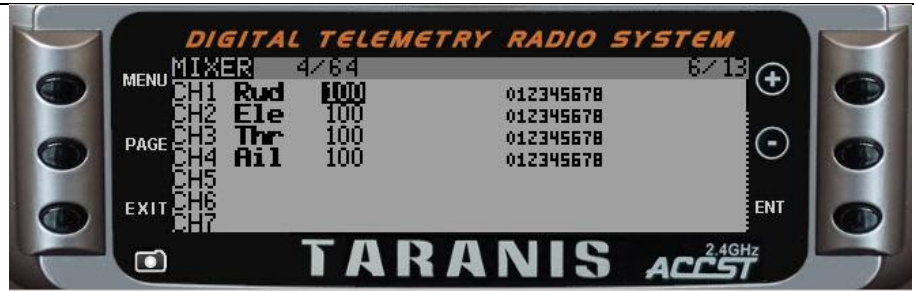 DIGITAL TELEMETRY RADIO SYSTEM
MENU
PAGE
EXIT
MIXER 4/64 6/13
CH1 Rud 100 012345678
CH2 Ele 100 012345678
CH3 Thr 100 012345678
CH4 Ail 100 012345678
CH5
CH6
CH7
+
-
ENT
TARANIS
2.4GHz
ACCST